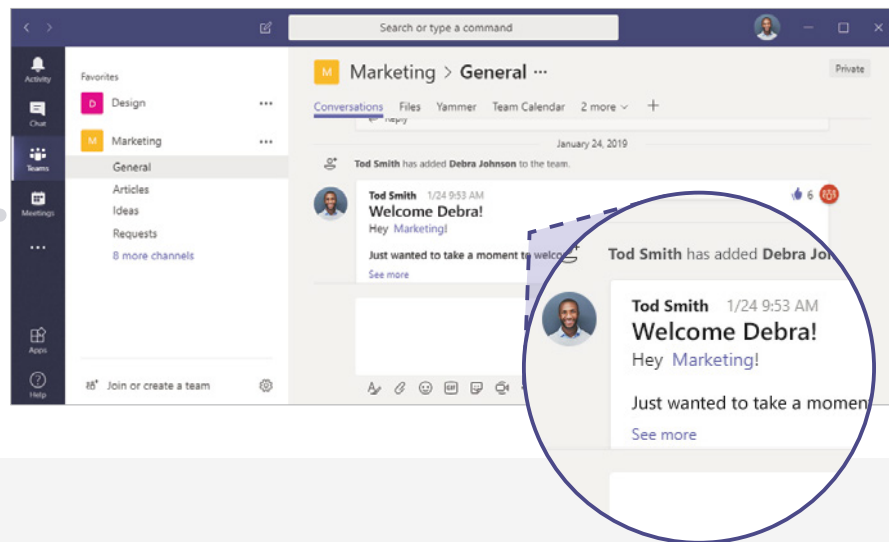 Search or type a command
Activity
Chat
Teams
Meetings
Apps
Help
Favorites
D Design
M Marketing
General
Articles
Ideas
Requests
8 more channels
Join or create a team
M Marketing > General
Private
Conversations Files Yammer Team Calendar 2 more
Reply
January 24, 2019
Tod Smith has added Debra Johnson to the team.
Tod Smith 1/24 9:53 AM
6
Welcome Debra!
Hey Marketing!
Just wanted to take a moment to welco
See more
GIF
Tod Smith has added Debra Jo
Tod Smith 1/24 9:53 AM
Welcome Debra!
Hey Marketing!
Just wanted to take a momen
See more